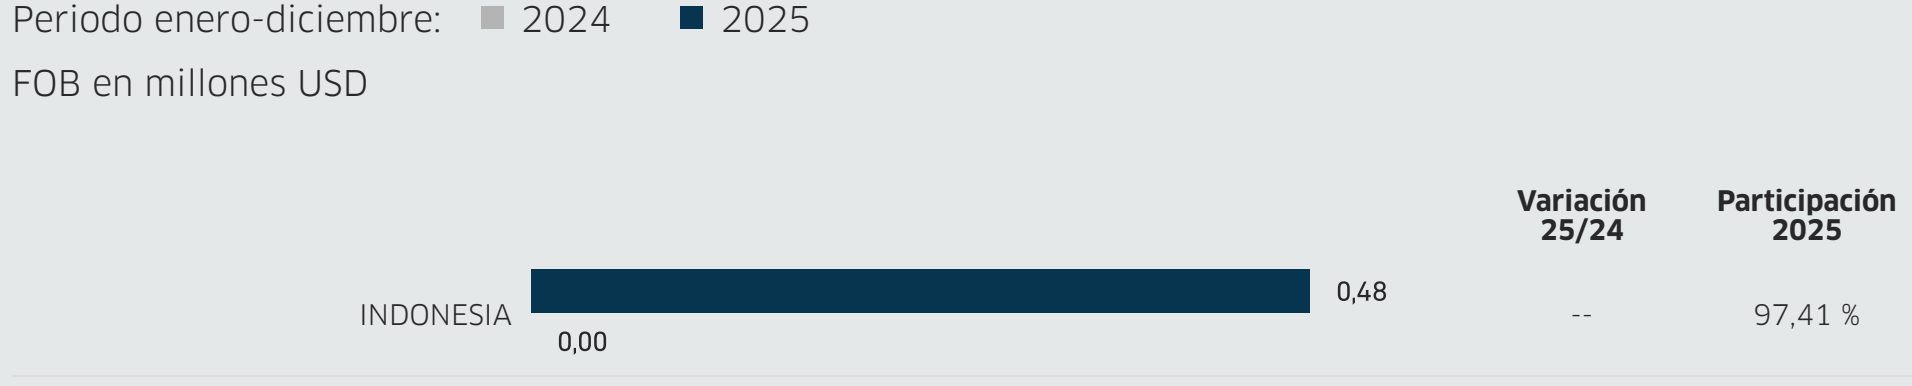 Periodo enero-diciembre: 2024 2025
FOB en millones USD
Variación 25/24
Participación 2025
INDONESIA
0,48
0,00
--
97,41 %